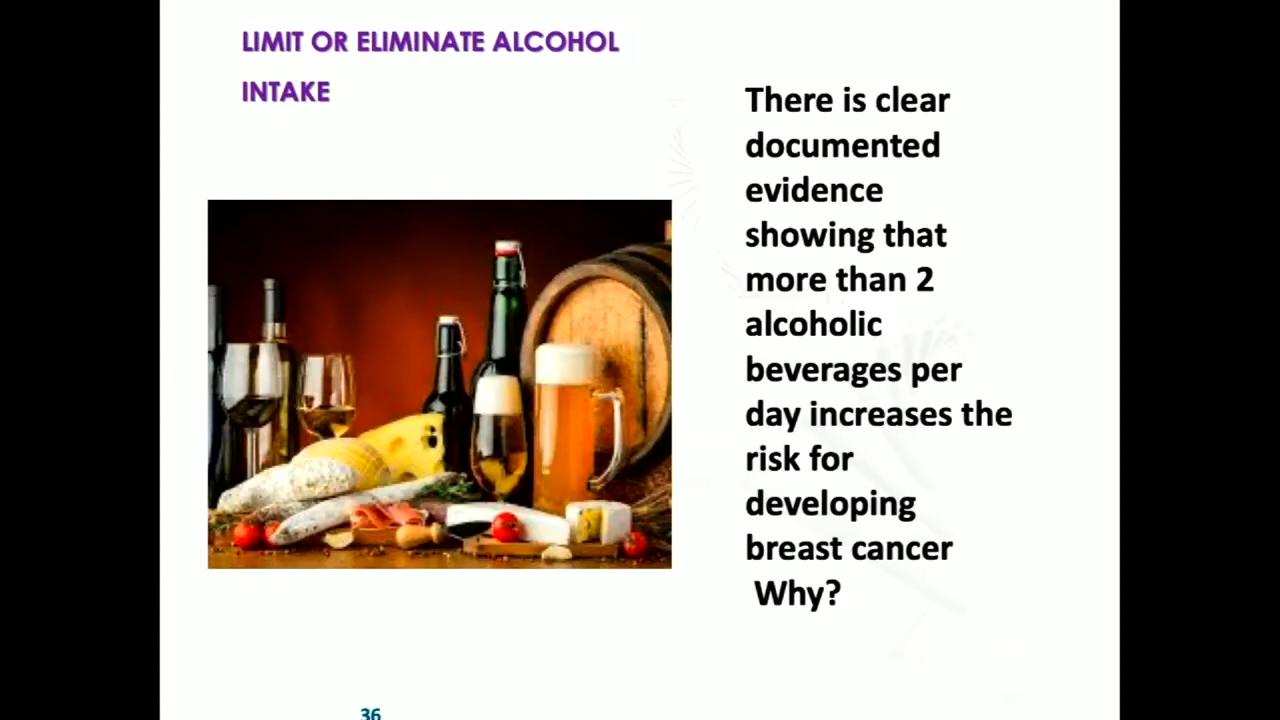 LIMIT OR ELIMINATE ALCOHOL
INTAKE
There is clear
documented
evidence
showing that
more than 2
alcoholic
beverages per
day increases the
risk for
developing
breast cancer
Why?
36